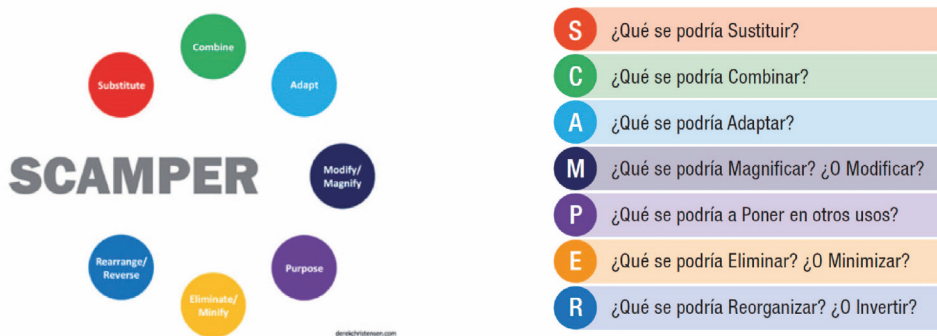 SCAMPER
Substitute
Combine
Adapt
Modify/
Magnify
Purpose
Eliminate/
Minify
Rearrange/
Reverse
derekchristensen.com
S ¿Qué se podría Sustituir?
C ¿Qué se podría Combinar?
A ¿Qué se podría Adaptar?
M ¿Qué se podría Magnificar? ¿O Modificar?
P ¿Qué se podría a Poner en otros usos?
E ¿Qué se podría Eliminar? ¿O Minimizar?
R ¿Qué se podría Reorganizar? ¿O Invertir?